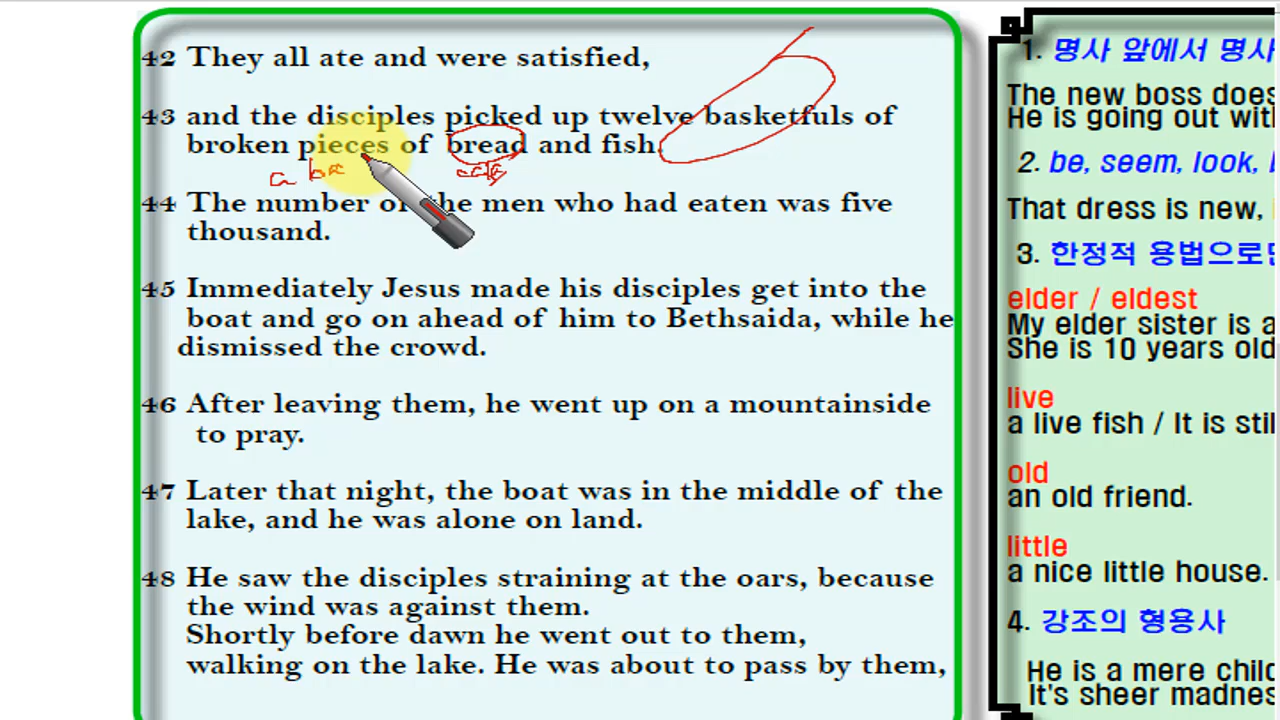 42 They all ate and were satisfied,
43 and the disciples picked up twelve basketfuls of
broken pieces of bread and fish.
44 The number of the men who had eaten was five
thousand.
45 Immediately Jesus made his disciples get into the
boat and go on ahead of him to Bethsaida, while he
dismissed the crowd.
46 After leaving them, he went up on a mountainside
to pray.
47 Later that night, the boat was in the middle of the
lake, and he was alone on land.
48 He saw the disciples straining at the oars, because
the wind was against them.
Shortly before dawn he went out to them,
walking on the lake. He was about to pass by them,
1. 명사 앞에서 명사
The new boss does
He is going out with
2. be, seem, look,
That dress is new,
3. 한정적 용법으로만
elder / eldest
My elder sister is a
She is 10 years old
live
a live fish / It is
old
an old friend.
little
a nice little house.
4. 강조의 형용사
He is a mere child
It's sheer